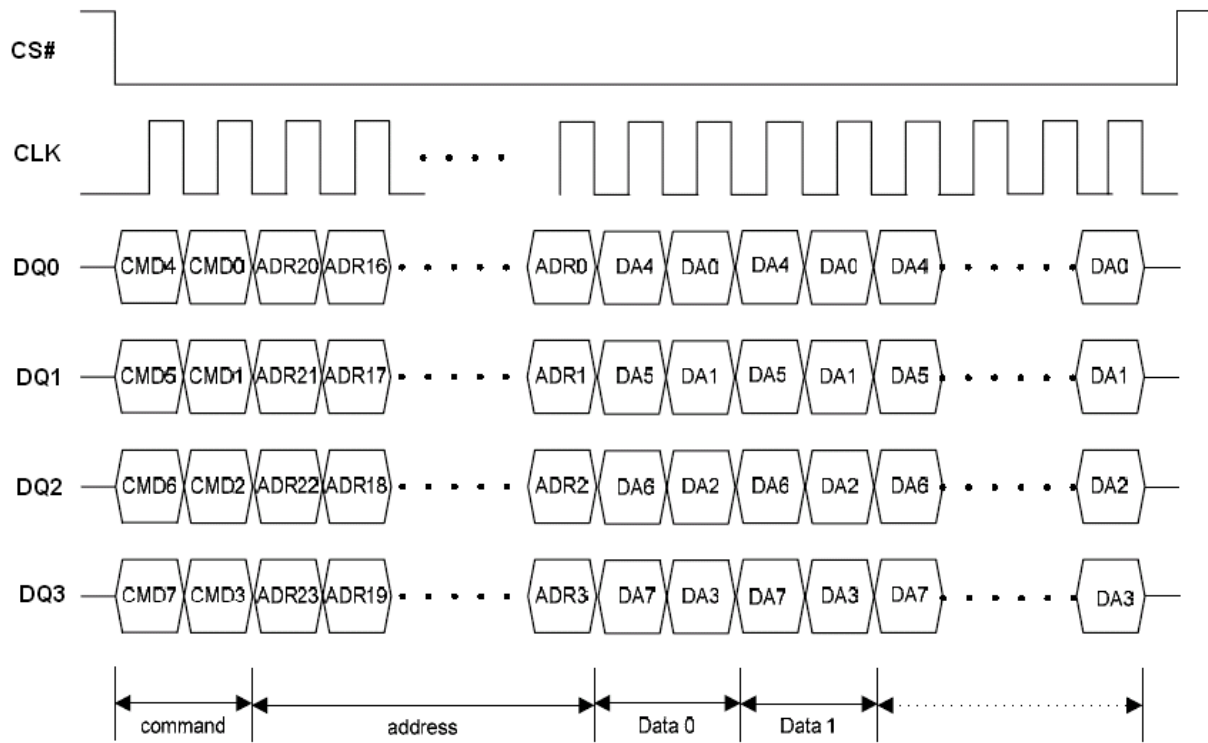 CS#
CLK
DQ0 CMD4 CMD0 ADR20 ADR16 ADR0 DA4 DA0 DA4 DA0 DA4 DA0
DQ1 CMD5 CMD1 ADR21 ADR17 ADR1 DA5 DA1 DA5 DA1 DA5 DA1
DQ2 CMD6 CMD2 ADR22 ADR18 ADR2 DA6 DA2 DA6 DA2 DA6 DA2
DQ3 CMD7 CMD3 ADR23 ADR19 ADR3 DA7 DA3 DA7 DA3 DA7 DA3
command address Data 0 Data 1